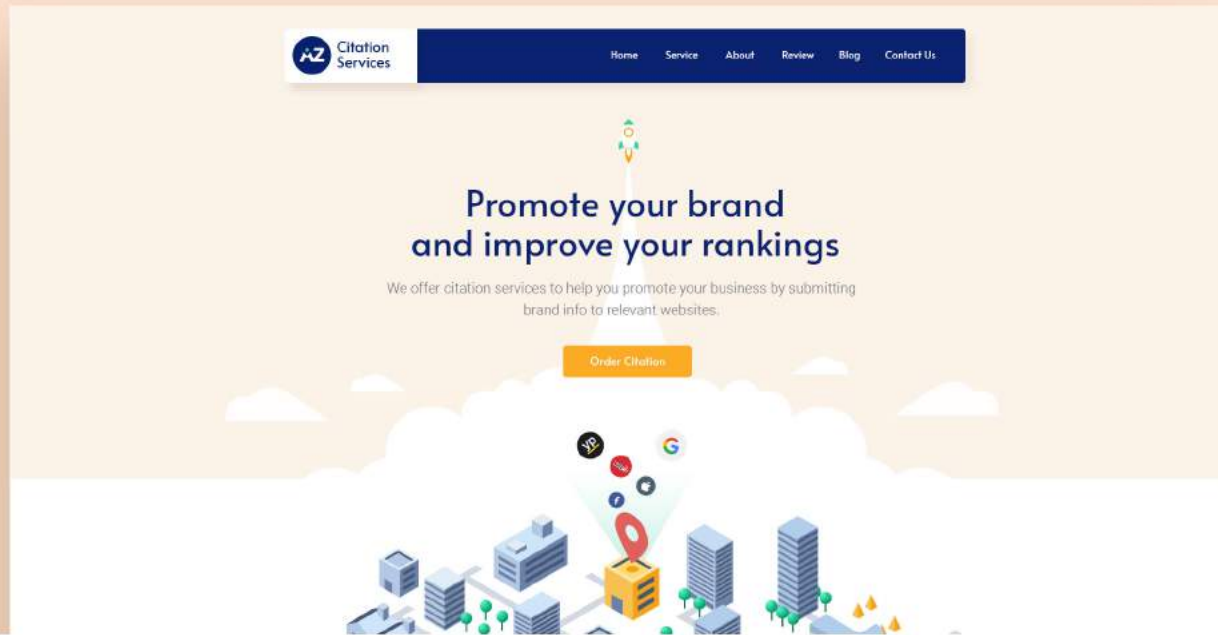 AZ
Citation
Services
Home Service About Review Blog Contact Us
Promote your brand
and improve your rankings
We offer citation services to help you promote your business by submitting
brand info to relevant websites.
Order Citation
yp
G
f